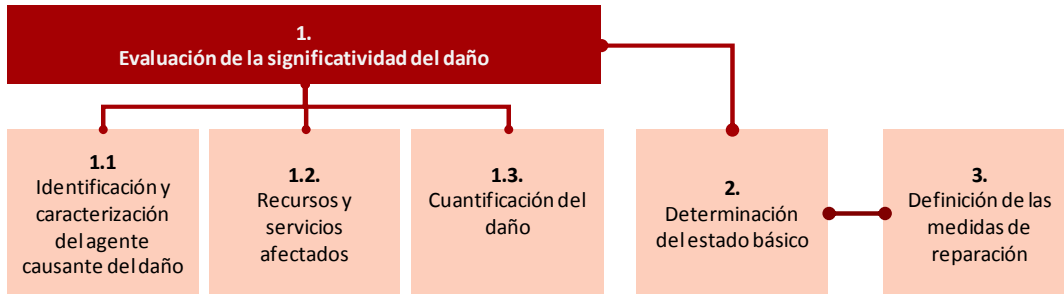 1.
Evaluación de la significatividad del daño
1.1
Identificación y
caracterización
del agente
causante del daño
1.2.
Recursos y
servicios
afectados
1.3.
Cuantificación del
daño
2.
Determinación
del estado básico
3.
Definición de las
medidas de
reparación